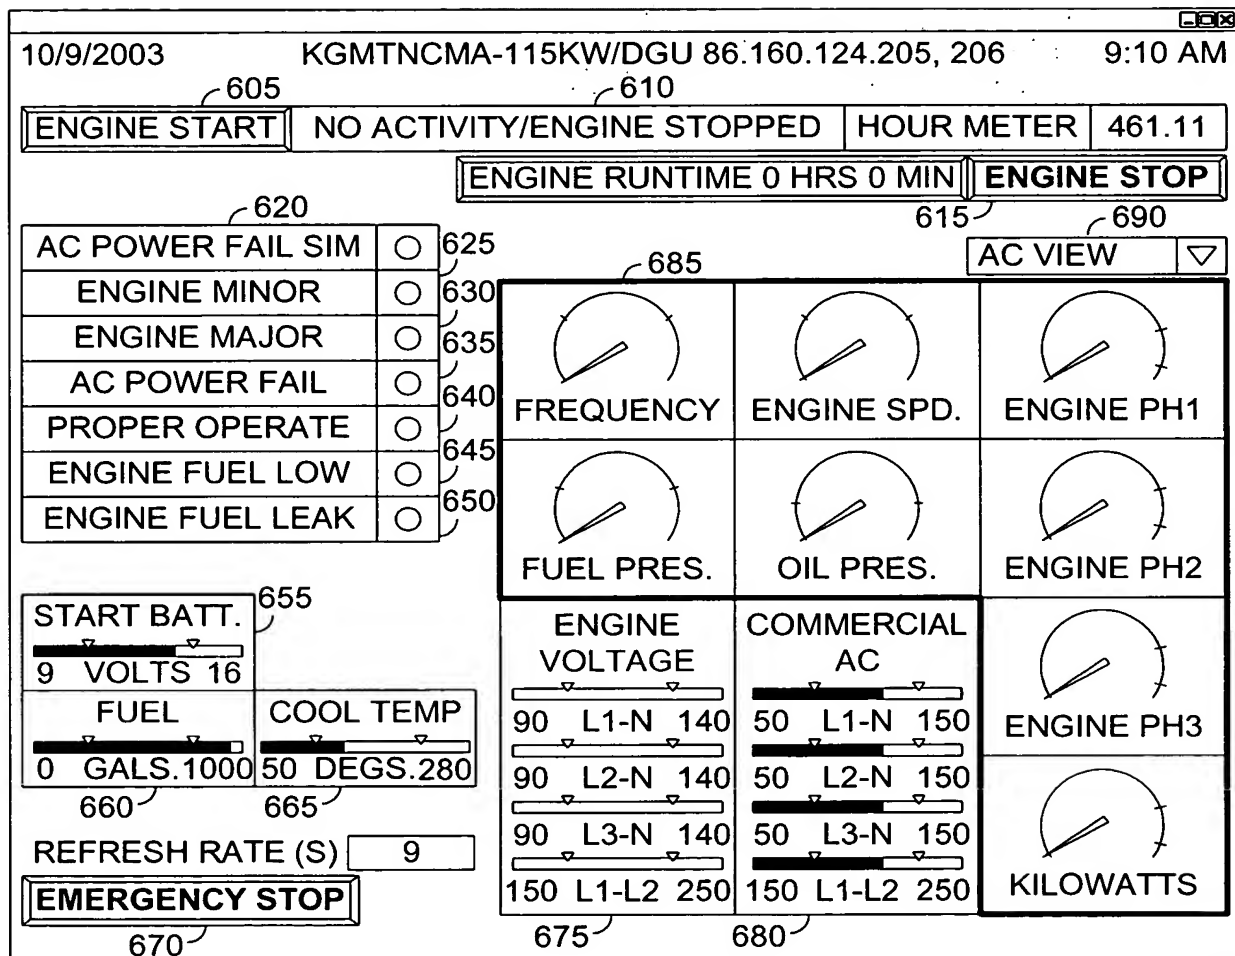 10/9/2003 KGMTNCMA-115KW/DGU 86.160.124.205, 206 9:10 AM
605 610
ENGINE START NO ACTIVITY/ENGINE STOPPED HOUR METER 461.11
ENGINE RUNTIME 0 HRS 0 MIN ENGINE STOP
620 615 690
AC POWER FAIL SIM 625
ENGINE MINOR 630
ENGINE MAJOR 635
AC POWER FAIL 640
PROPER OPERATE 645
ENGINE FUEL LOW 650
ENGINE FUEL LEAK
AC VIEW
685
FREQUENCY ENGINE SPD. ENGINE PH1
FUEL PRES. OIL PRES. ENGINE PH2
START BATT. 655
9 VOLTS 16
FUEL COOL TEMP
0 GALS.1000 50 DEGS.280
660 665
REFRESH RATE (S) 9
EMERGENCY STOP
670
ENGINE
VOLTAGE
90 L1-N 140
90 L2-N 140
90 L3-N 140
150 L1-L2 250
675
COMMERCIAL
AC
50 L1-N 150
50 L2-N 150
50 L3-N 150
150 L1-L2 250
680
ENGINE PH3
KILOWATTS